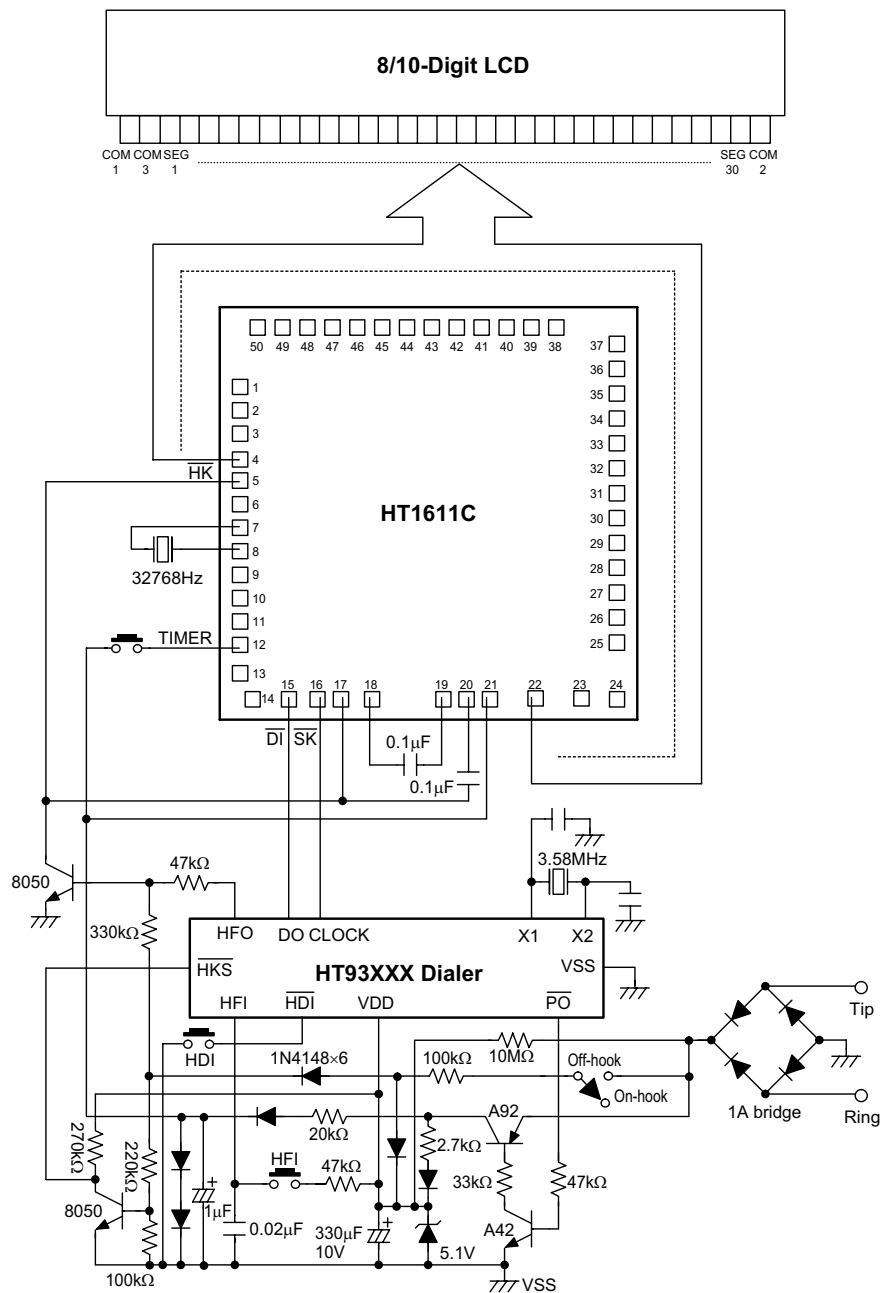 8/10-Digit LCD
COM COM SEG SEG COM
1 3 1 30 2
50 49 48 47 46 45 44 43 42 41 40 39 38
37
36
35
34
33
32
31
30
29
28
27
26
25
1
2
3
4
HK
5
6
7
8
32768Hz
9
10
11
TIMER
12
13
HT1611C
14 15 16 17 18 19 20 21 22 23 24
DI SK
0.1μF
0.1μF
3.58MHz
8050
47kΩ
330kΩ
HFO DO CLOCK X1 X2
HKS
HT93XXX Dialer
VSS
HFI HDI VDD PO
HDI
10MΩ
Tip
1N4148×6
100kΩ
Off-hook
On-hook
1A bridge
Ring
A92
20kΩ
2.7kΩ
270kΩ
220kΩ
HFI
47kΩ
33kΩ
47kΩ
8050
1μF
0.02μF
330μF
10V
5.1V
A42
100kΩ
VSS